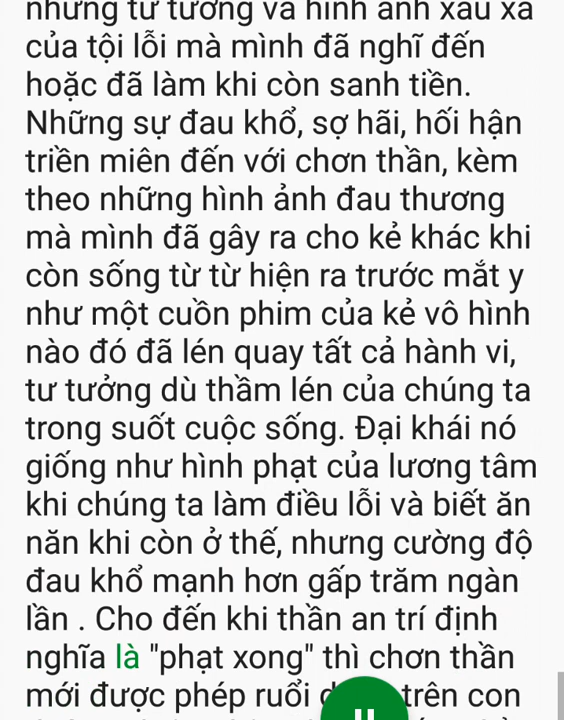 những tư tưởng và hình ảnh xấu xa
của tội lỗi mà mình đã nghĩ đến
hoặc đã làm khi còn sanh tiền.
Những sự đau khổ, sợ hãi, hối hận
triền miên đến với chơn thần, kèm
theo những hình ảnh đau thương
mà mình đã gây ra cho kẻ khác khi
còn sống từ từ hiện ra trước mắt y
như một cuồn phim của kẻ vô hình
nào đó đã lén quay tất cả hành vi,
tư tưởng dù thầm lén của chúng ta
trong suốt cuộc sống. Đại khái nó
giống như hình phạt của lương tâm
khi chúng ta làm điều lỗi và biết ăn
năn khi còn ở thế, nhưng cường độ
đau khổ mạnh hơn gấp trăm ngàn
lần . Cho đến khi thần an trí định
nghĩa là "phạt xong" thì chơn thần
mới được phép ruổi trên con